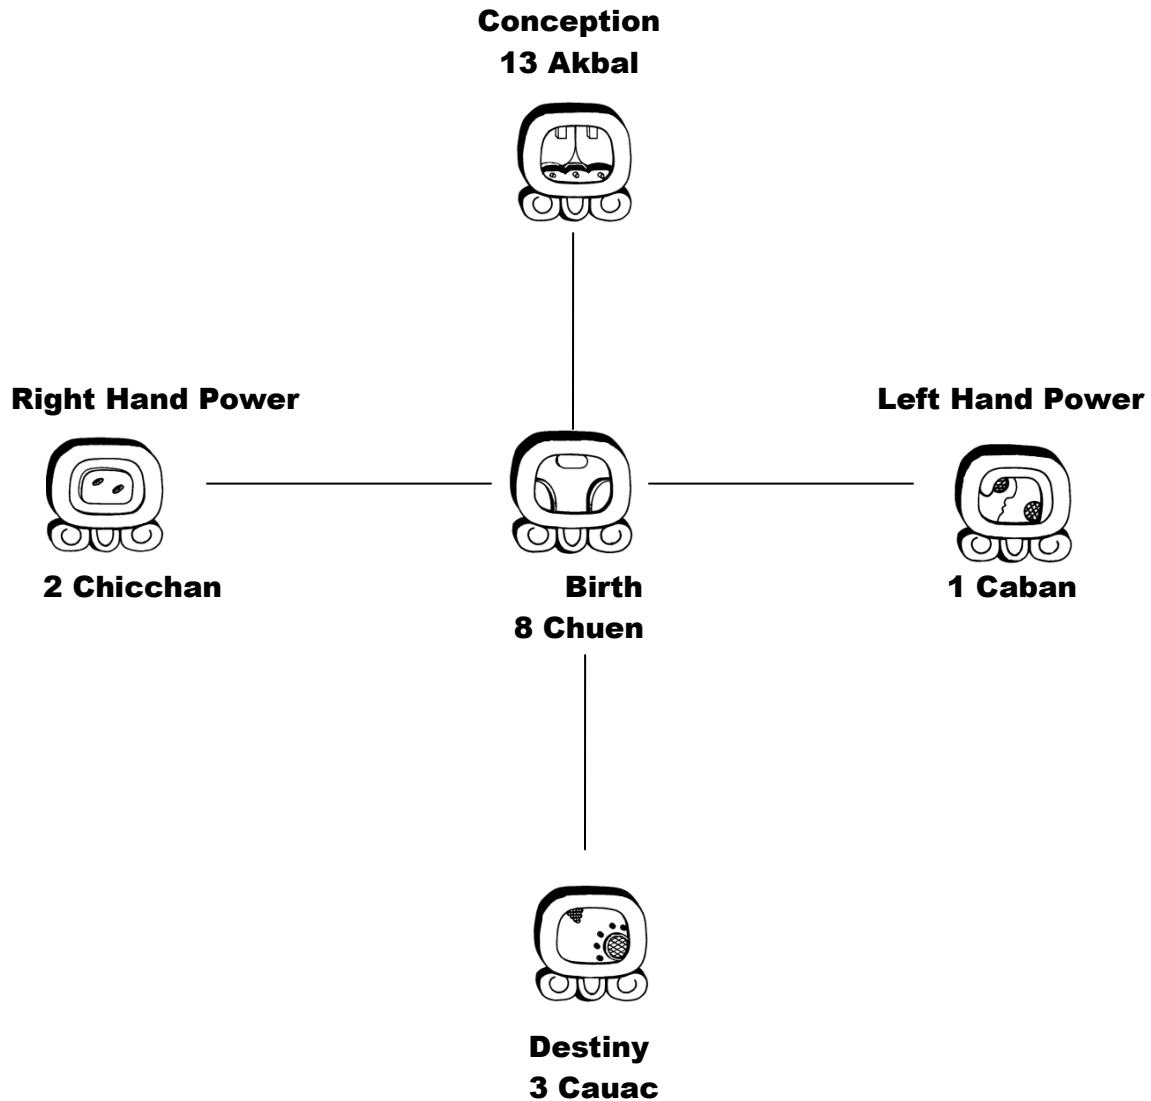 Conception
13 Akbal
Right Hand Power
Left Hand Power
2 Chicchan
Birth
8 Chuen
1 Caban
Destiny
3 Cauac